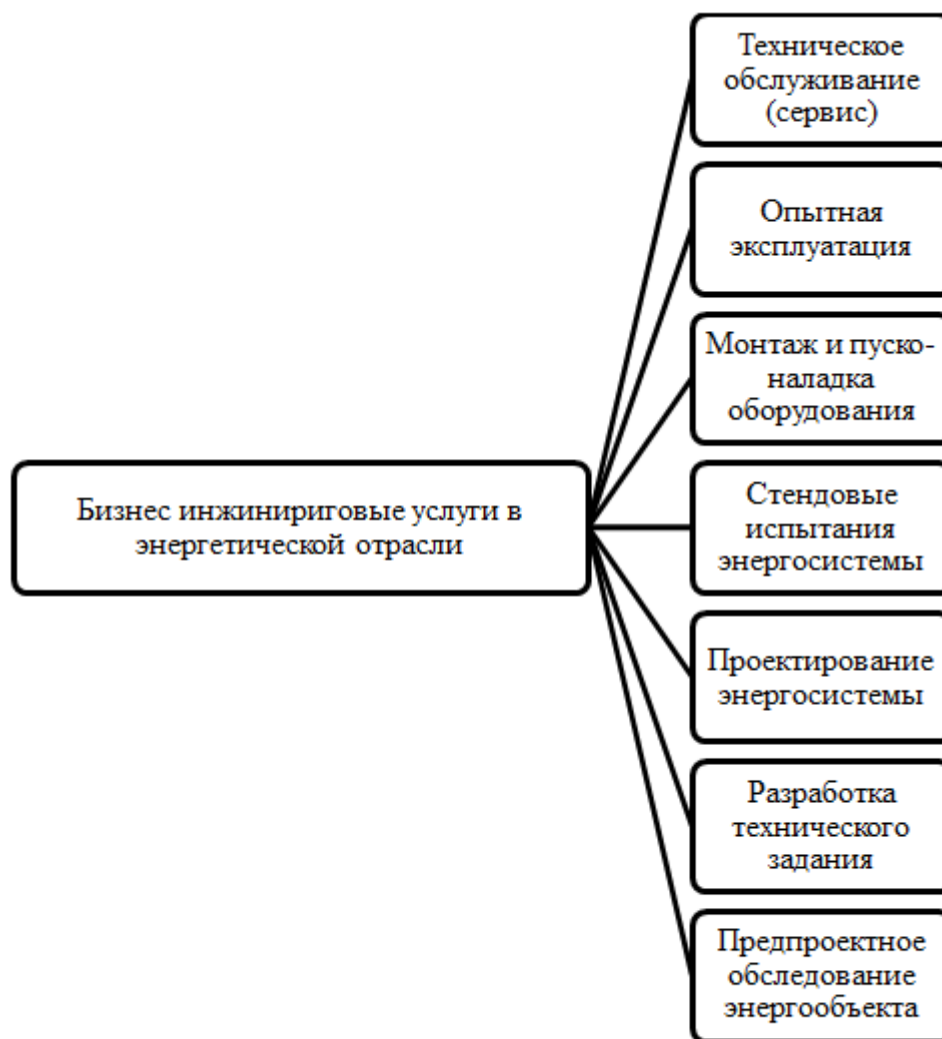 Техническое
обслуживание
(сервис)
Опытная
эксплуатация
Монтаж и пуско-
наладка
оборудования
Бизнес инжинириговые услуги в
энергетической отрасли
Стендовые
испытания
энергосистемы
Проектирование
энергосистемы
Разработка
технического
задания
Предпроектное
обследование
энергообъекта